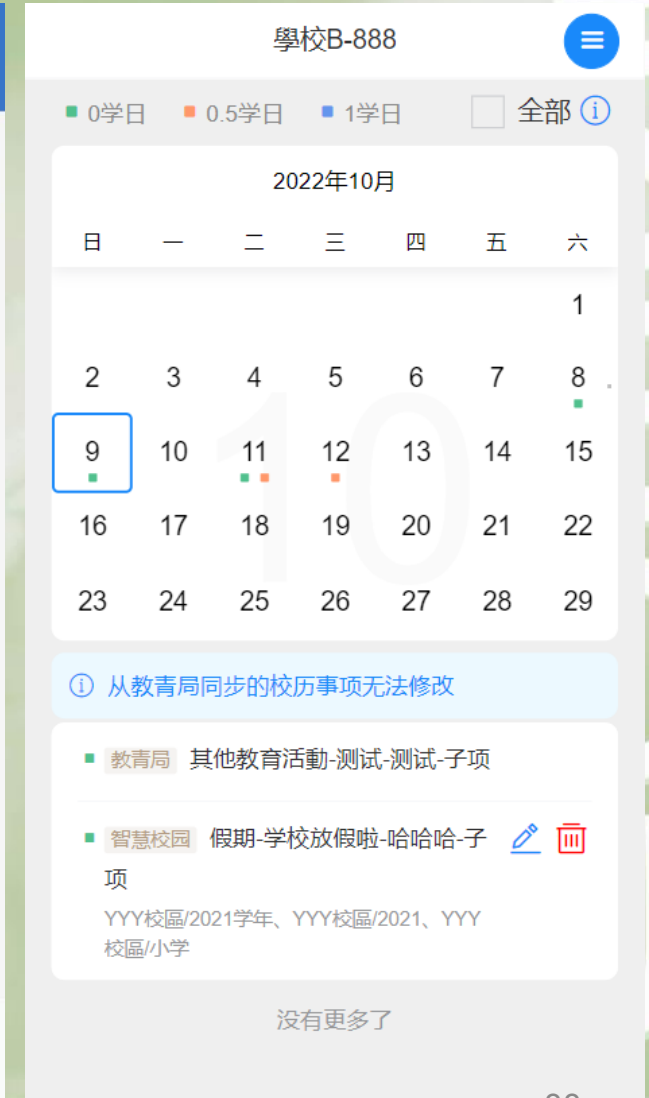 學校B-888
0学日 0.5学日 1学日 全部
2022年10月
日 一 二 三 四 五 六
1
2 3 4 5 6 7 8
9 10 11 12 13 14 15
16 17 18 19 20 21 22
23 24 25 26 27 28 29
10
从教青局同步的校历事项无法修改
教青局 其他教育活動-测试-测试-子项
智慧校园 假期-学校放假啦-哈哈哈-子
项
YYY校區/2021学年、YYY校區/2021、YYY
校區/小学
没有更多了